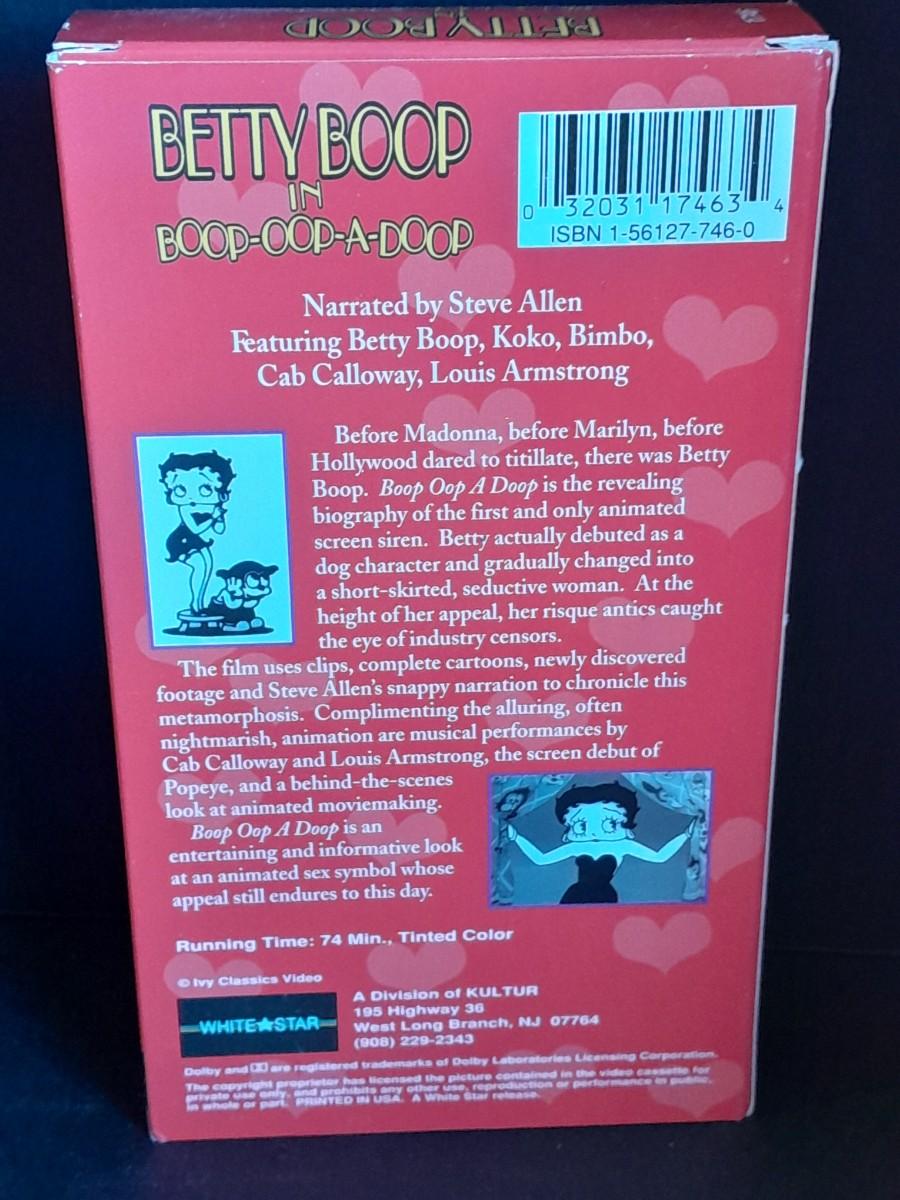 BETTY BOOP
BETTY BOOP
IN
BOOP-OOP-A-DOOP
0 32031 17463 4
ISBN 1-56127-746-0
Narrated by Steve Allen
Featuring Betty Boop, Koko, Bimbo,
Cab Calloway, Louis Armstrong
Before Madonna, before Marilyn, before
Hollywood dared to titillate, there was Betty
Boop. Boop Oop A Doop is the revealing
biography of the first and only animated
screen siren. Betty actually debuted as a
dog character and gradually changed into
a short-skirted, seductive woman. At the
height of her appeal, her risque antics caught
the eye of industry censors.
The film uses clips, complete cartoons, newly discovered
footage and Steve Allen's snappy narration to chronicle this
metamorphosis. Complimenting the alluring, often
nightmarish, animation are musical performances by
Cab Calloway and Louis Armstrong, the screen debut of
Popeye, and a behind-the-scenes
look at animated moviemaking.
Boop Oop A Doop is an
entertaining and informative look
at an animated sex symbol whose
appeal still endures to this day.
Running Time: 74 Min., Tinted Color
© Ivy Classics Video
WHITE★STAR
A Division of KULTUR
195 Highway 36
West Long Branch, NJ 07764
(908) 229-2343
Dolby and are registered trademarks of Dolby Laboratories Licensing Corporation.
The copyright proprietor has licensed the picture contained in the video cassette for
private use only, and prohibits any other use, reproduction or performance in public,
in whole or part. PRINTED IN USA. A White Star release.